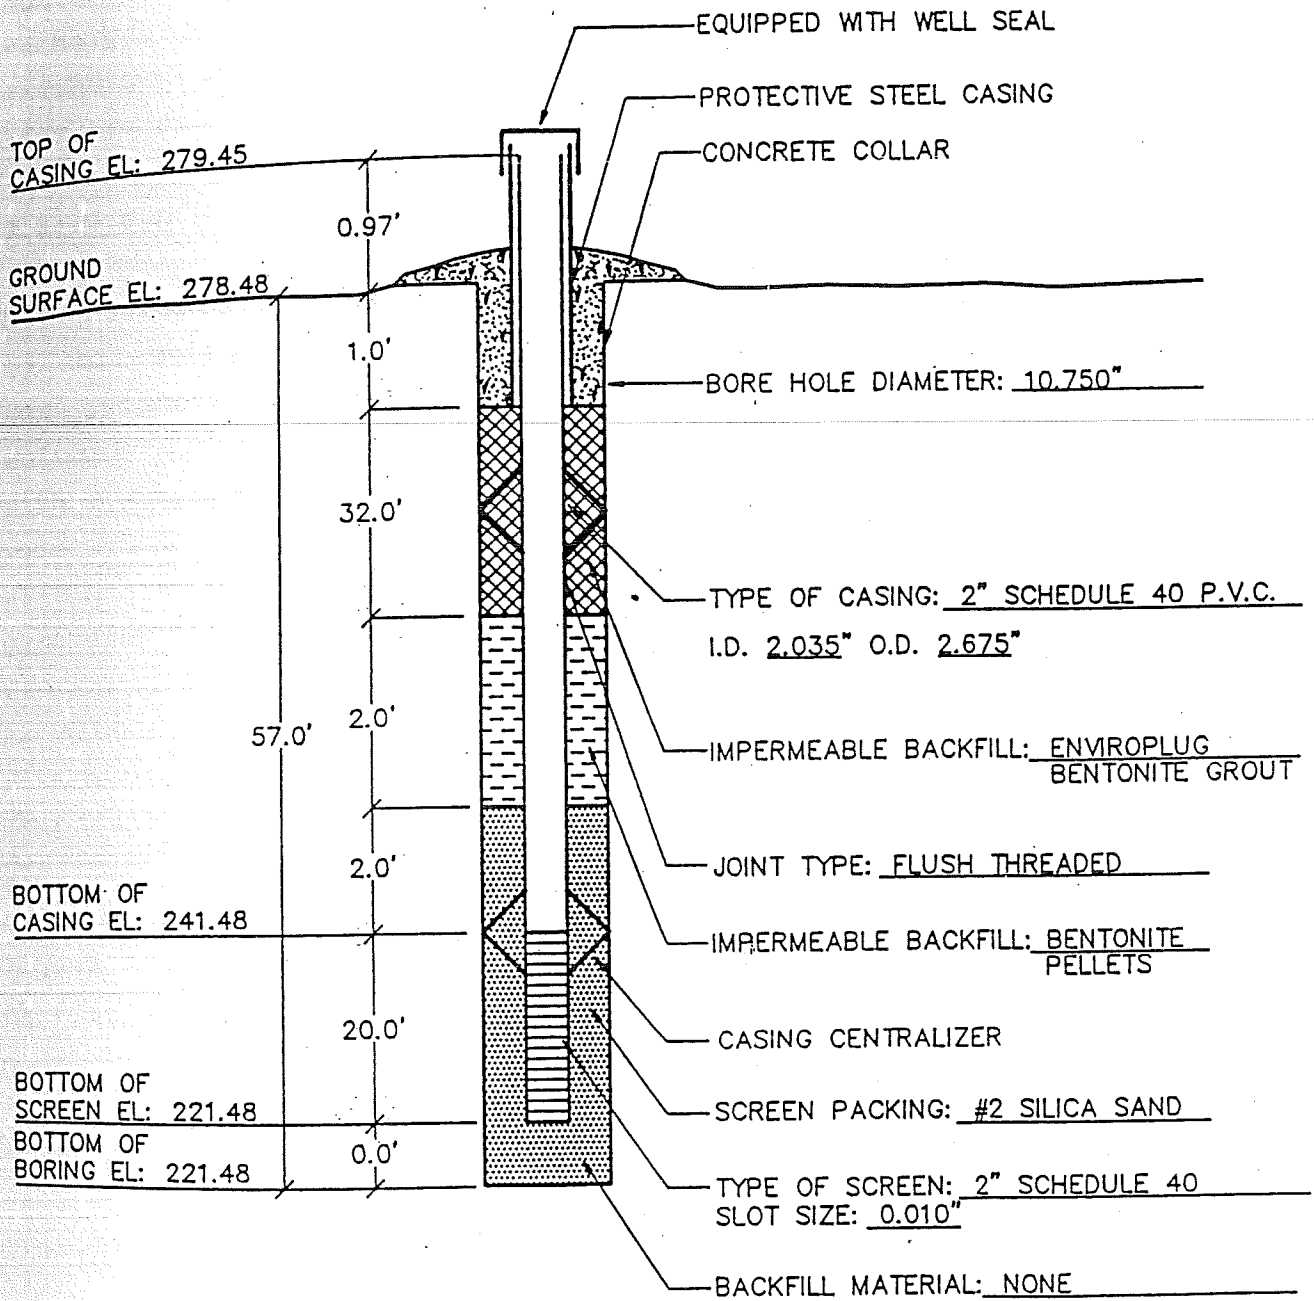 EQUIPPED WITH WELL SEAL
PROTECTIVE STEEL CASING
CONCRETE COLLAR
TOP OF
CASING EL: 279.45
0.97'
GROUND
SURFACE EL: 278.48
1.0'
BORE HOLE DIAMETER: 10.750"
32.0'
TYPE OF CASING: 2" SCHEDULE 40 P.V.C.
I.D. 2.035" O.D. 2.675"
57.0'
2.0'
IMPERMEABLE BACKFILL: ENVIROPLUG
BENTONITE GROUT
2.0'
JOINT TYPE: FLUSH THREADED
BOTTOM OF
CASING EL: 241.48
IMPERMEABLE BACKFILL: BENTONITE
PELLETS
20.0'
CASING CENTRALIZER
BOTTOM OF
SCREEN EL: 221.48
SCREEN PACKING: #2 SILICA SAND
BOTTOM OF
BORING EL: 221.48
0.0'
TYPE OF SCREEN: 2" SCHEDULE 40
SLOT SIZE: 0.010"
BACKFILL MATERIAL: NONE